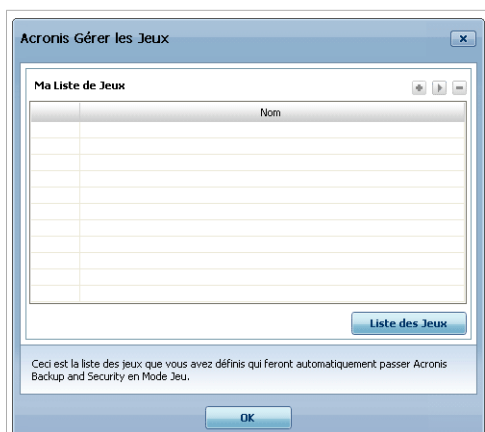 Acronis Gérer les Jeux
Ma Liste de Jeux
Nom
Liste des Jeux
Ceci est la liste des jeux que vous avez définis qui feront automatiquement passer Acronis
Backup and Security en Mode Jeu.
OK